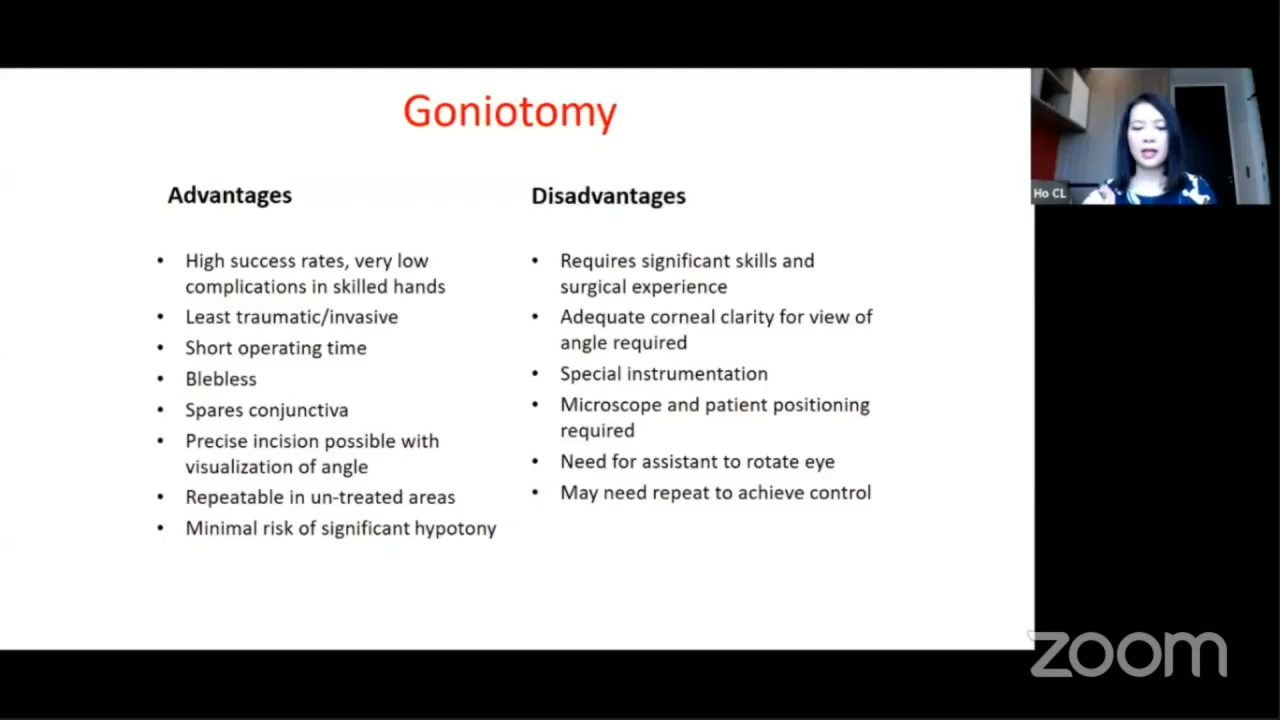 Goniotomy
Advantages
High success rates, very low
complications in skilled hands
Least traumatic/invasive
Short operating time
Blebless
Spares conjunctiva
Precise incision possible with
visualization of angle
Repeatable in un-treated areas
Minimal risk of significant hypotony
Disadvantages
Requires significant skills and
surgical experience
Adequate corneal clarity for view of
angle required
Special instrumentation
Microscope and patient positioning
required
Need for assistant to rotate eye
May need repeat to achieve control
Ho CL
zoom